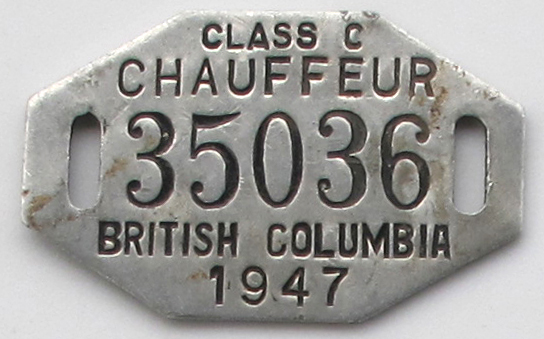 CLASS C
CHAUFFEUR
35036
BRITISH COLUMBIA
1947